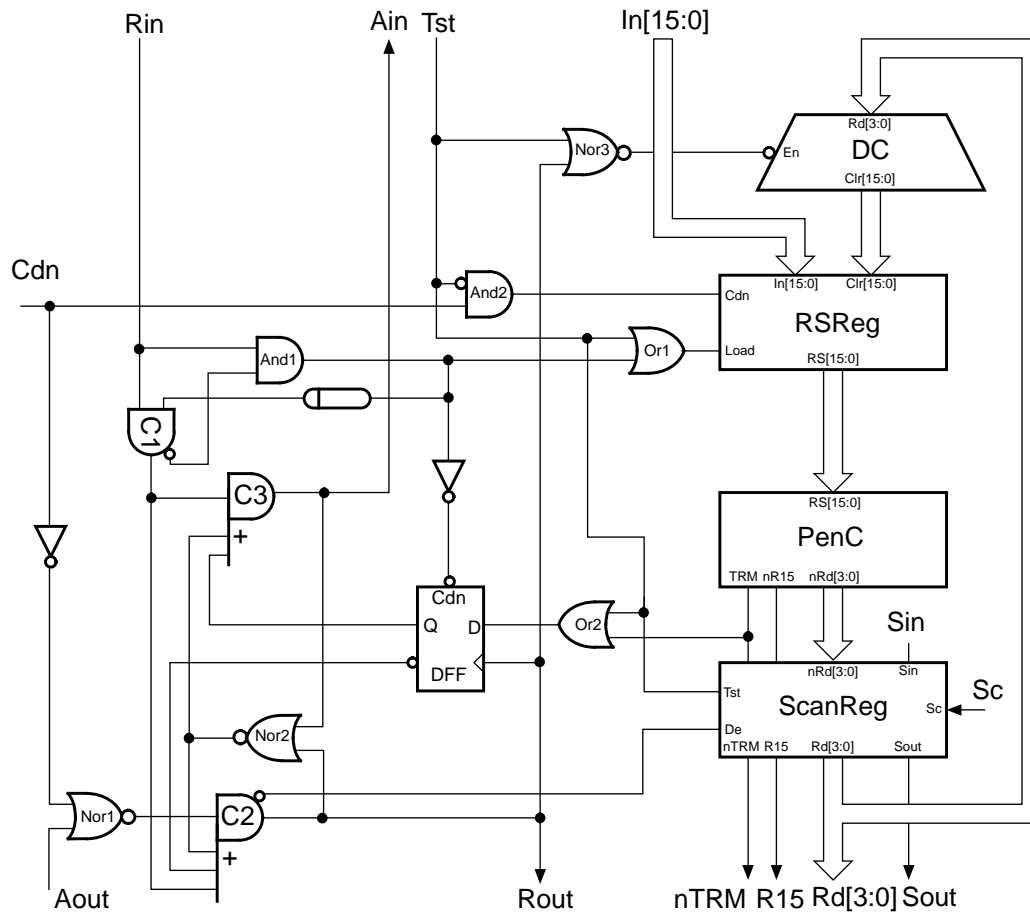 Rin Ain Tst In[15:0]
Rd[3:0]
Nor3 En DC
Clr[15:0]
Cdn
In[15:0] Clr[15:0]
And2 Cdn
RSReg
And1 Or1 Load
RS[15:0]
C1
C3
+
RS[15:0]
PenC
TRM nR15 nRd[3:0]
Cdn
Q D Or2
DFF
Sin
nRd[3:0] Sin
Tst
ScanReg Sc Sc
De
Nor2
nTRM R15 Rd[3:0] Sout
Nor1 C2
+
Aout Rout nTRM R15 Rd[3:0] Sout